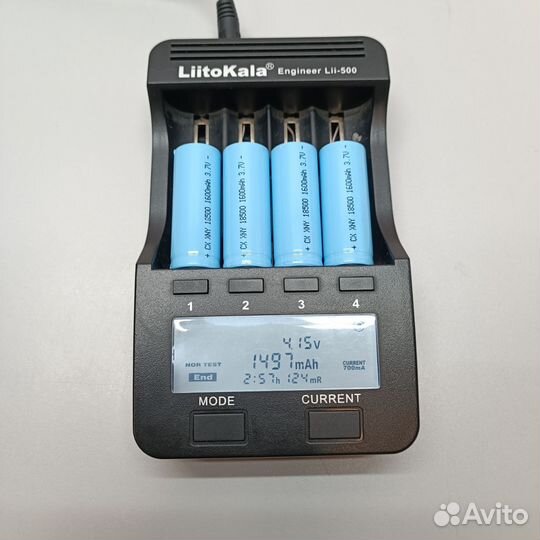 LiitoKala® Engineer Lii-500
+ CX XNY 18500 1600mAh 3.7V -
+ CX XNY 18500 1600mAh 3.7V -
+ CX XNY 18500 1600mAh 3.7V -
+ CX XNY 18500 1600mAh 3.7V -
1 2 3 4
4.15v
NOR TEST 1497mAh CURRENT
700mA
End 2:57h 124mR
MODE CURRENT
Avito